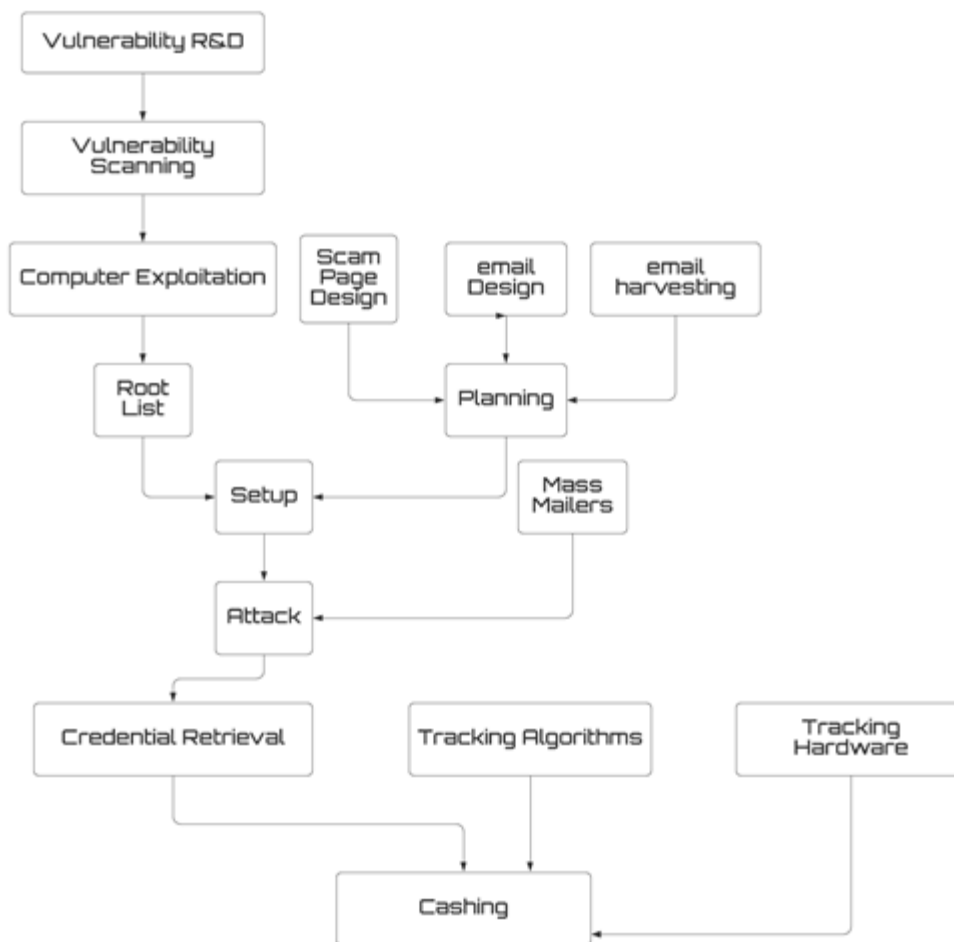 Vulnerability R&D
Vulnerability
Scanning
Computer Exploitation
Scam
Page
Design
email
Design
email
harvesting
Root
List
Planning
Setup
Mass
Mailers
Attack
Credential Retrieval
Tracking Algorithms
Tracking
Hardware
Cashing